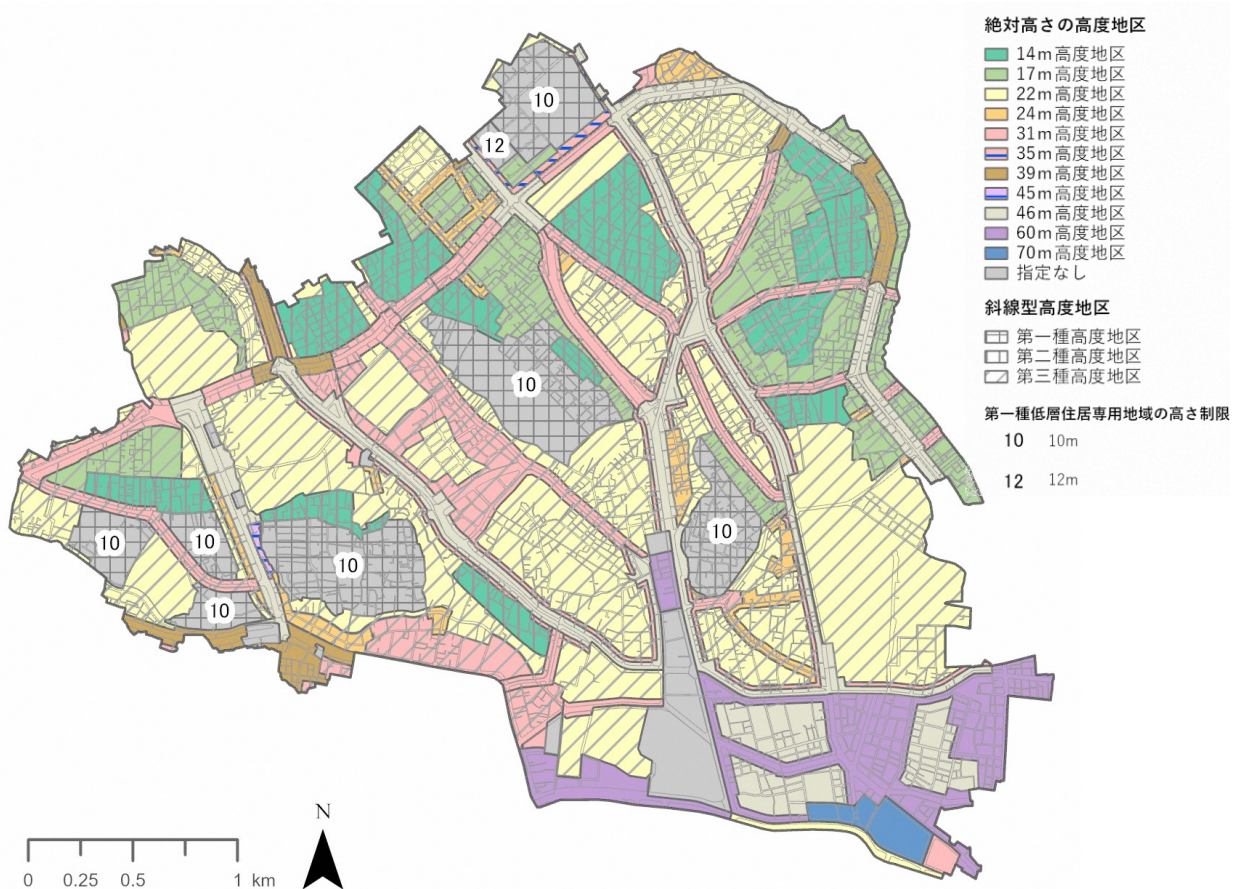 絶対高さの高度地区
14m高度地区
17m高度地区
22m高度地区
24m高度地区
31m高度地区
35m高度地区
39m高度地区
45m高度地区
46m高度地区
60m高度地区
70m高度地区
指定なし
斜線型高度地区
第一種高度地区
第二種高度地区
第三種高度地区
第一種低層住居専用地域の高さ制限
10 10m
12 12m
10
12
10
10
10
10
10
10
N
0 0.25 0.5 1 km